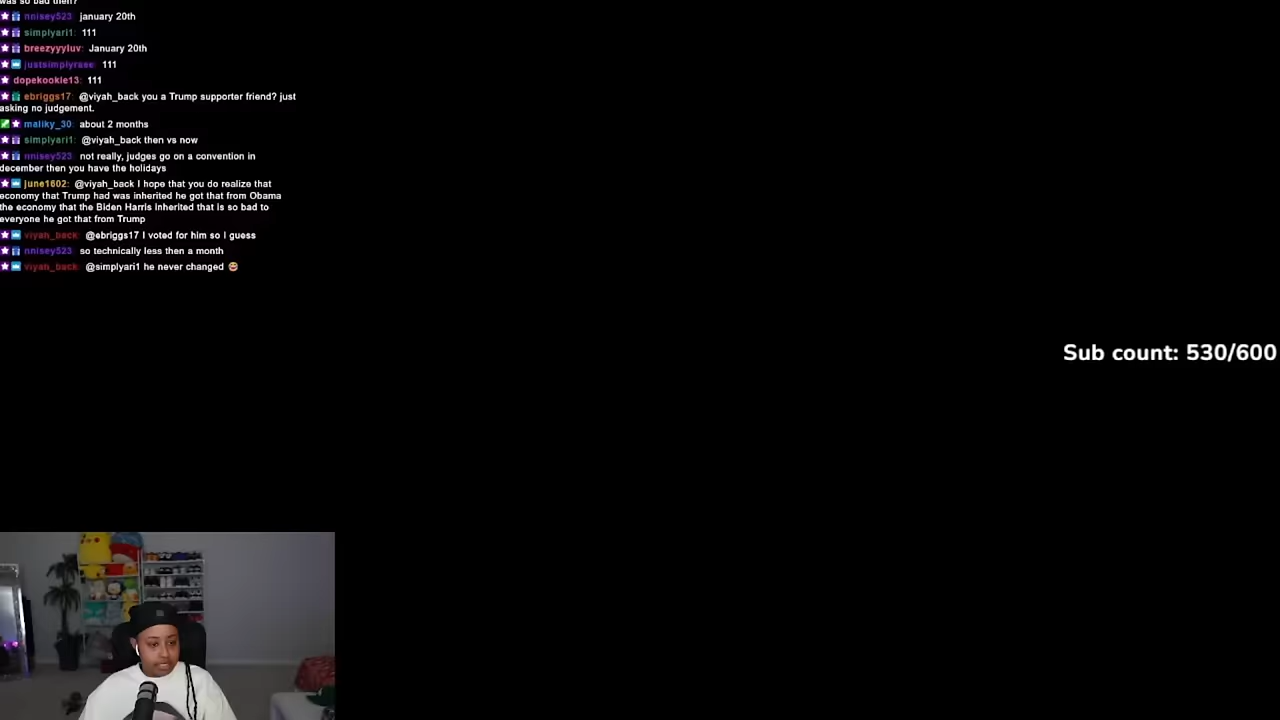 was so bad then?
nnisey523: january 20th
simplyari1: 111
breezyyyluv: January 20th
justsimplyrase: 111
dopekookie13: 111
ebriggs17: @viyah_back you a Trump supporter friend? just
asking no judgement.
maliky_30: about 2 months
simplyari1: @viyah_back then vs now
nnisey523: not really, judges go on a convention in
december then you have the holidays
june1602: @viyah_back I hope that you do realize that
economy that Trump had was inherited he got that from Obama
the economy that the Biden Harris inherited that is so bad to
everyone he got that from Trump
viyah_back: @ebriggs17 I voted for him so I guess
nnisey523: so technically less then a month
viyah_back: @simplyari1 he never changed 😂
Sub count: 530/600